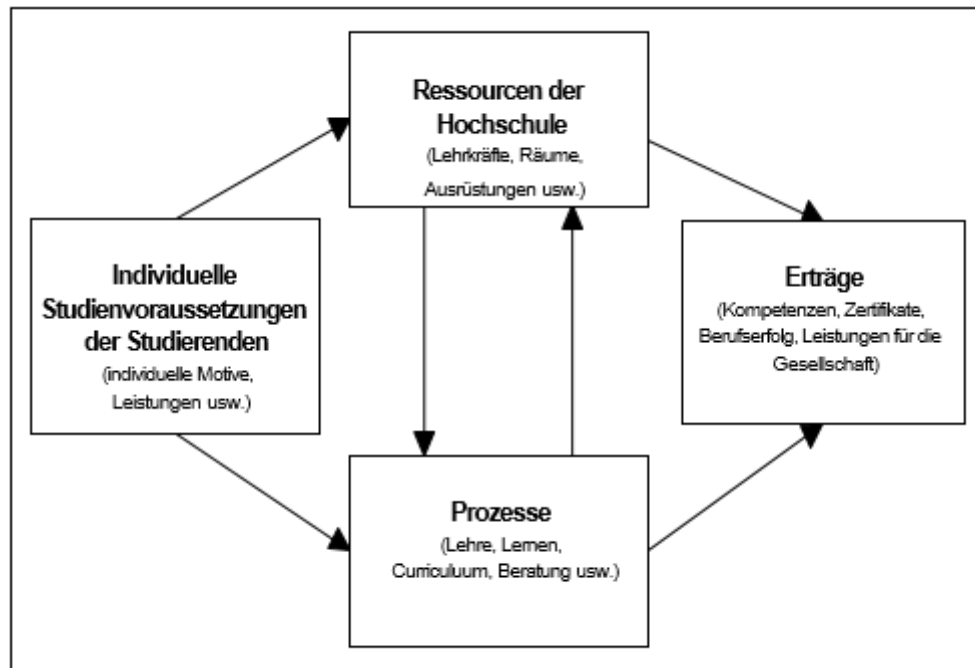 Ressourcen der
Hochschule
(Lehrkräfte, Räume,
Ausrüstungen usw.)
Individuelle
Studienvoraussetzungen
der Studierenden
(individuelle Motive,
Leistungen usw.)
Erträge
(Kompetenzen, Zertifikate,
Berufserfolg, Leistungen für die
Gesellschaft)
Prozesse
(Lehre, Lernen,
Curriculuum, Beratung usw.)